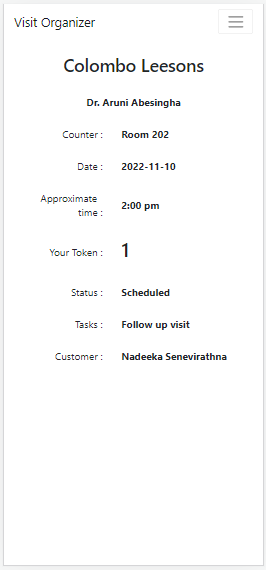 Visit Organizer
Colombo Leesons
Dr. Aruni Abesingha
Counter : Room 202
Date : 2022-11-10
Approximate
time : 2:00 pm
Your Token : 1
Status : Scheduled
Tasks : Follow up visit
Customer : Nadeeka Senevirathna